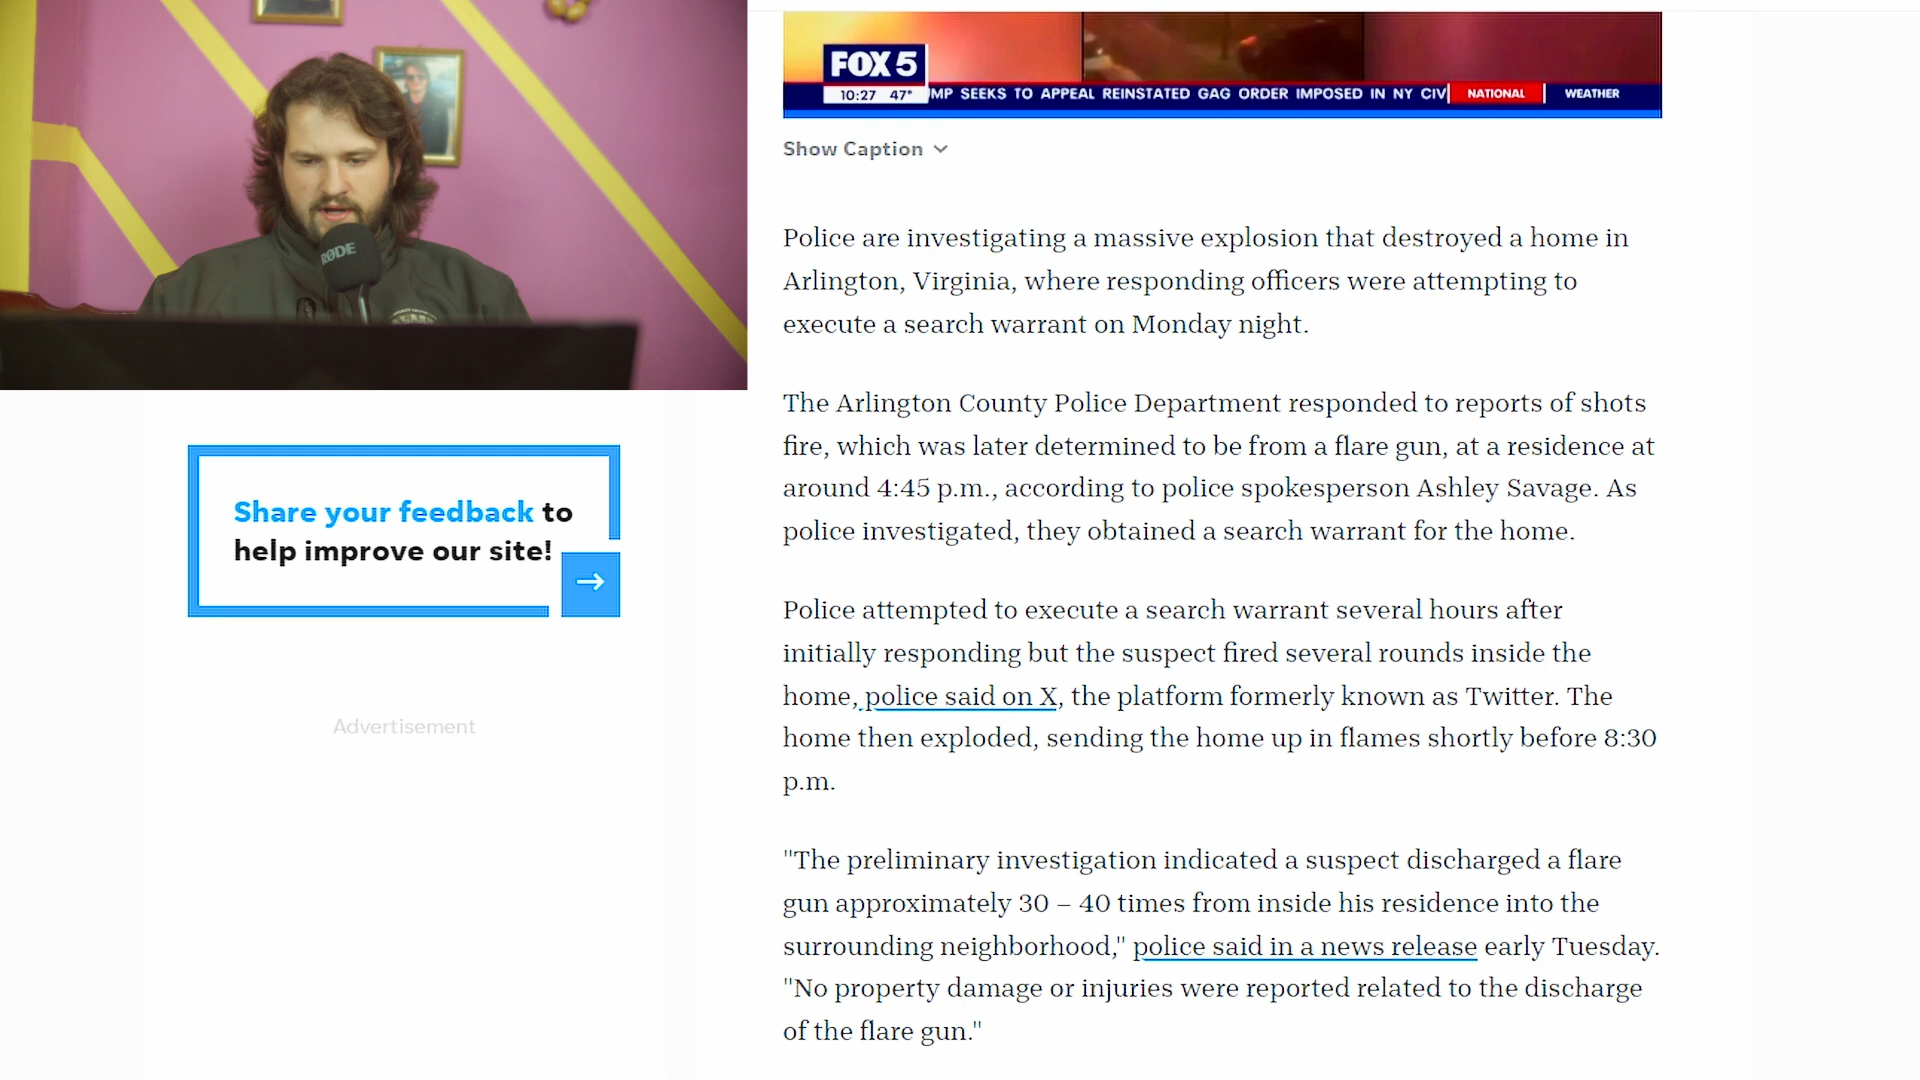 RØDE
FOX 5
10:27 47°
MP SEEKS TO APPEAL REINSTATED GAG ORDER IMPOSED IN NY CIV
NATIONAL
WEATHER
Show Caption
Police are investigating a massive explosion that destroyed a home in
Arlington, Virginia, where responding officers were attempting to
execute a search warrant on Monday night.
The Arlington County Police Department responded to reports of shots
fire, which was later determined to be from a flare gun, at a residence at
around 4:45 p.m., according to police spokesperson Ashley Savage. As
police investigated, they obtained a search warrant for the home.
Police attempted to execute a search warrant several hours after
initially responding but the suspect fired several rounds inside the
home, police said on X, the platform formerly known as Twitter. The
home then exploded, sending the home up in flames shortly before 8:30
p.m.
"The preliminary investigation indicated a suspect discharged a flare
gun approximately 30 – 40 times from inside his residence into the
surrounding neighborhood," police said in a news release early Tuesday.
"No property damage or injuries were reported related to the discharge
of the flare gun."
Share your feedback to
help improve our site!
Advertisement